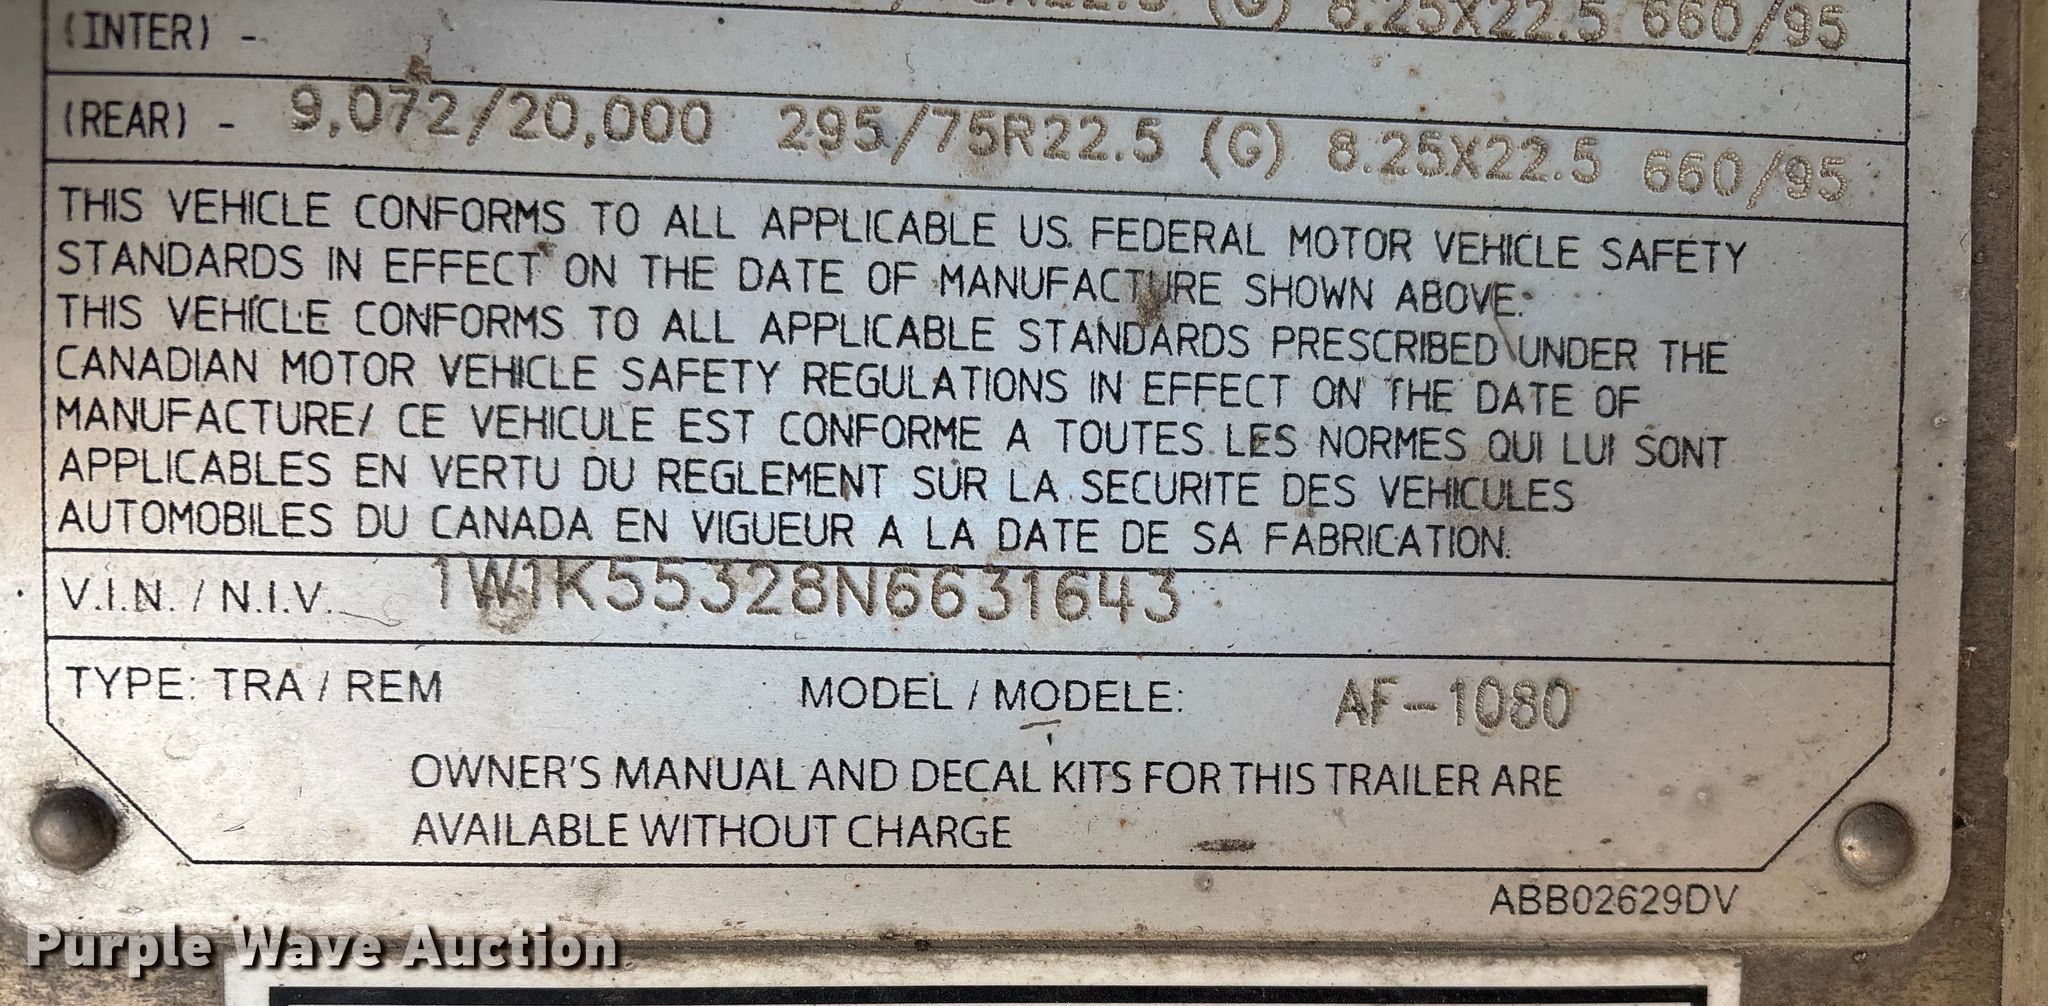 (INTER) - 8.25X22.5 660/95
(REAR) - 9,072/20,000 295/75R22.5 (G) 8.25X22.5 660/95
THIS VEHICLE CONFORMS TO ALL APPLICABLE US. FEDERAL MOTOR VEHICLE SAFETY
STANDARDS IN EFFECT ON THE DATE OF MANUFACTURE SHOWN ABOVE.
THIS VEHICLE CONFORMS TO ALL APPLICABLE STANDARDS PRESCRIBED UNDER THE
CANADIAN MOTOR VEHICLE SAFETY REGULATIONS IN EFFECT ON THE DATE OF
MANUFACTURE/ CE VEHICULE EST CONFORME A TOUTES LES NORMES QUI LUI SONT
APPLICABLES EN VERTU DU REGLEMENT SUR LA SECURITE DES VEHICULES
AUTOMOBILES DU CANADA EN VIGUEUR A LA DATE DE SA FABRICATION.
V.I.N. / N.I.V. 1W1K55328N6631643
TYPE: TRA / REM MODEL / MODELE: AF-1080
OWNER'S MANUAL AND DECAL KITS FOR THIS TRAILER ARE
AVAILABLE WITHOUT CHARGE
ABB02629DV
Purple Wave Auction